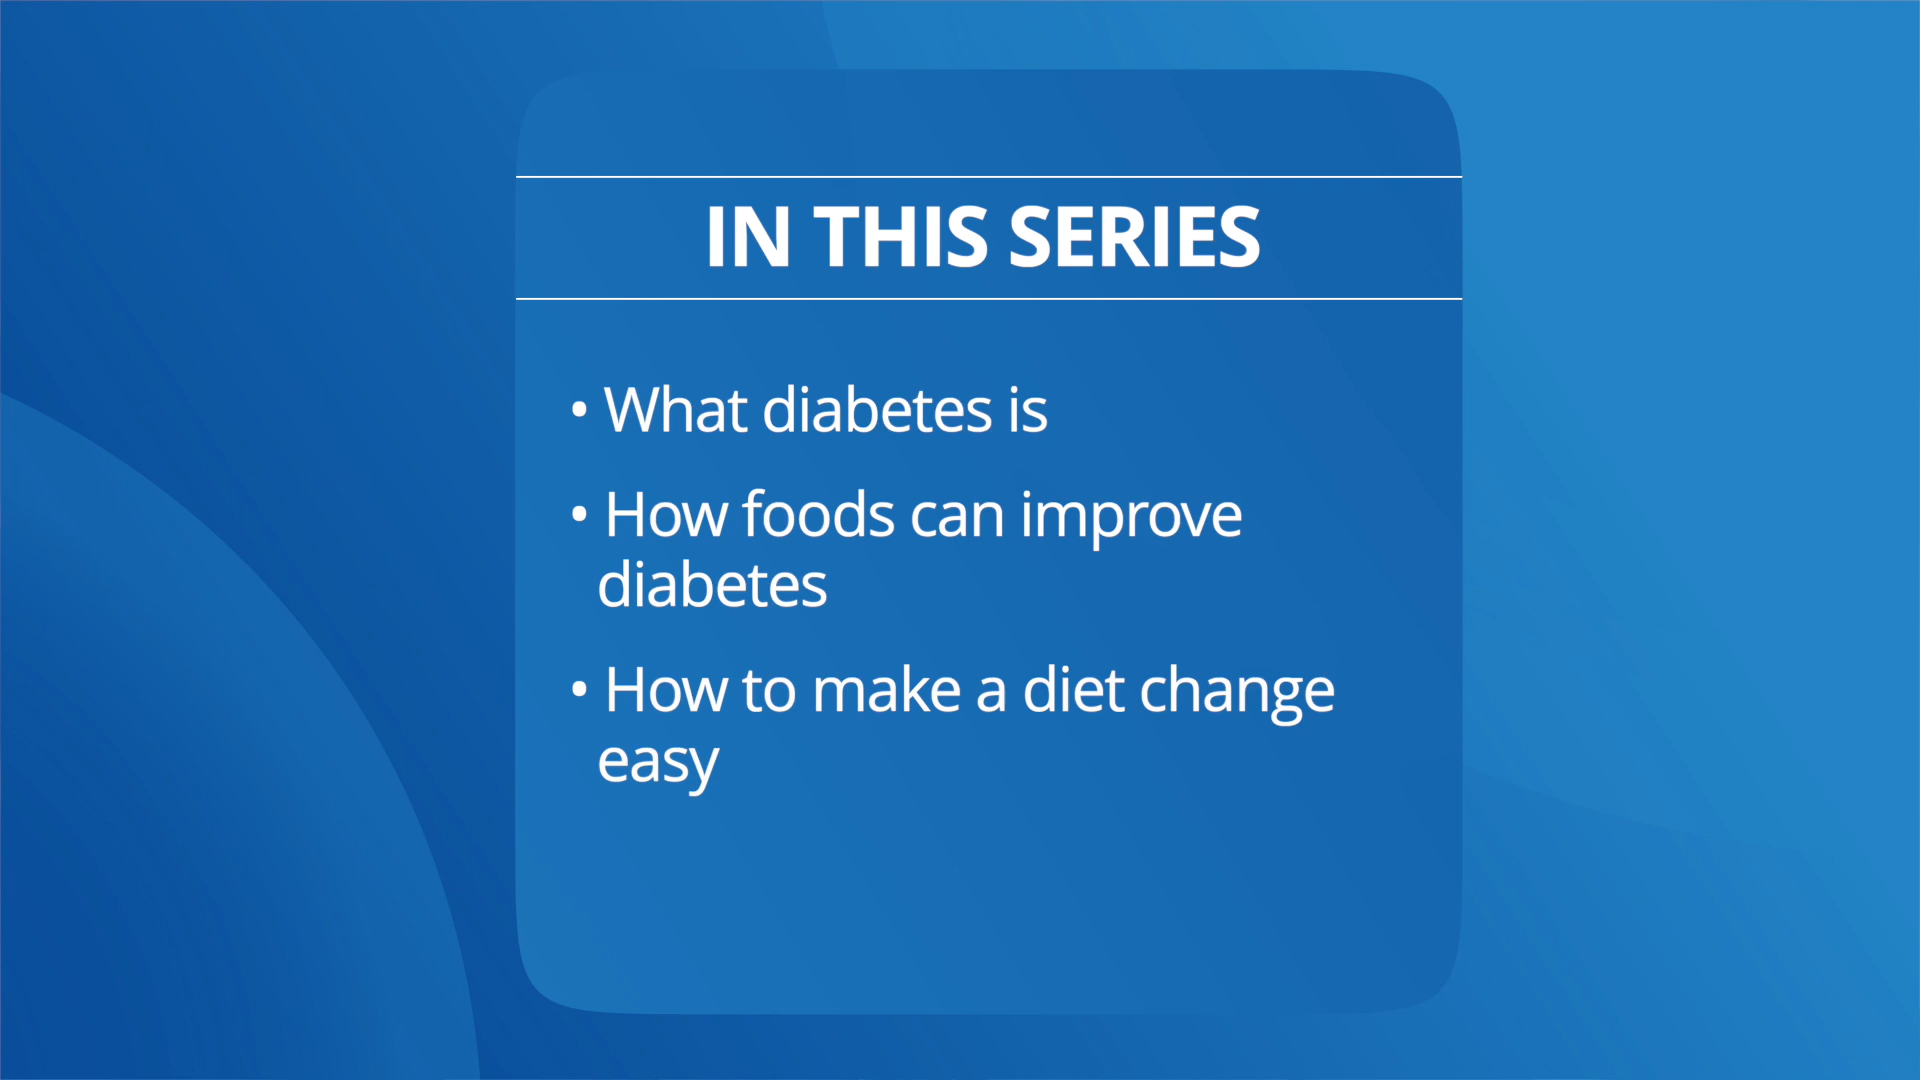 IN THIS SERIES
• What diabetes is
• How foods can improve
diabetes
• How to make a diet change
easy